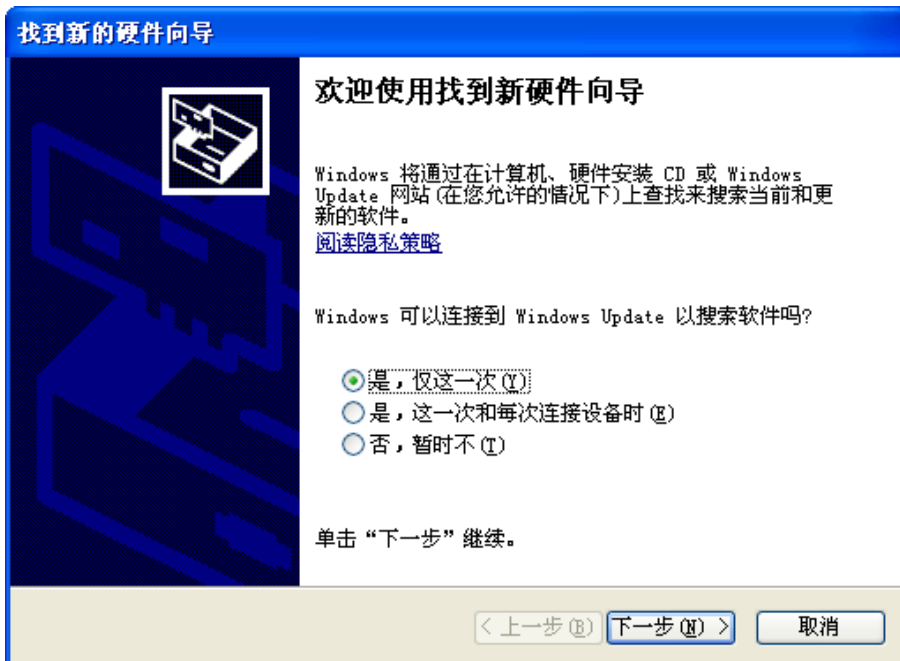 找到新的硬件向导
欢迎使用找到新硬件向导
Windows 将通过在计算机、硬件安装 CD 或 Windows
Update 网站(在您允许的情况下)上查找来搜索当前和更
新的软件。
阅读隐私策略
Windows 可以连接到 Windows Update 以搜索软件吗?
是，仅这一次(Y)
是，这一次和每次连接设备时(E)
否，暂时不(T)
单击“下一步”继续。
< 上一步(B) 下一步(N) > 取消